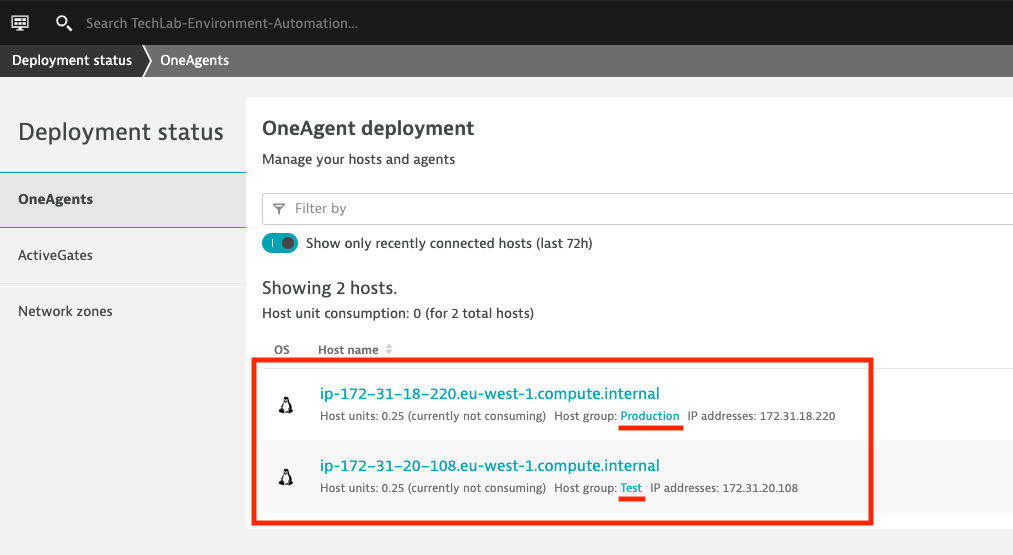 Search TechLab-Environment-Automation...
Deployment status OneAgents
Deployment status
OneAgents
ActiveGates
Network zones
OneAgent deployment
Manage your hosts and agents
Filter by
Show only recently connected hosts (last 72h)
Showing 2 hosts.
Host unit consumption: 0 (for 2 total hosts)
OS Host name
ip-172-31-18-220.eu-west-1.compute.internal
Host units: 0.25 (currently not consuming) Host group: Production IP addresses: 172.31.18.220
ip-172-31-20-108.eu-west-1.compute.internal
Host units: 0.25 (currently not consuming) Host group: Test IP addresses: 172.31.20.108